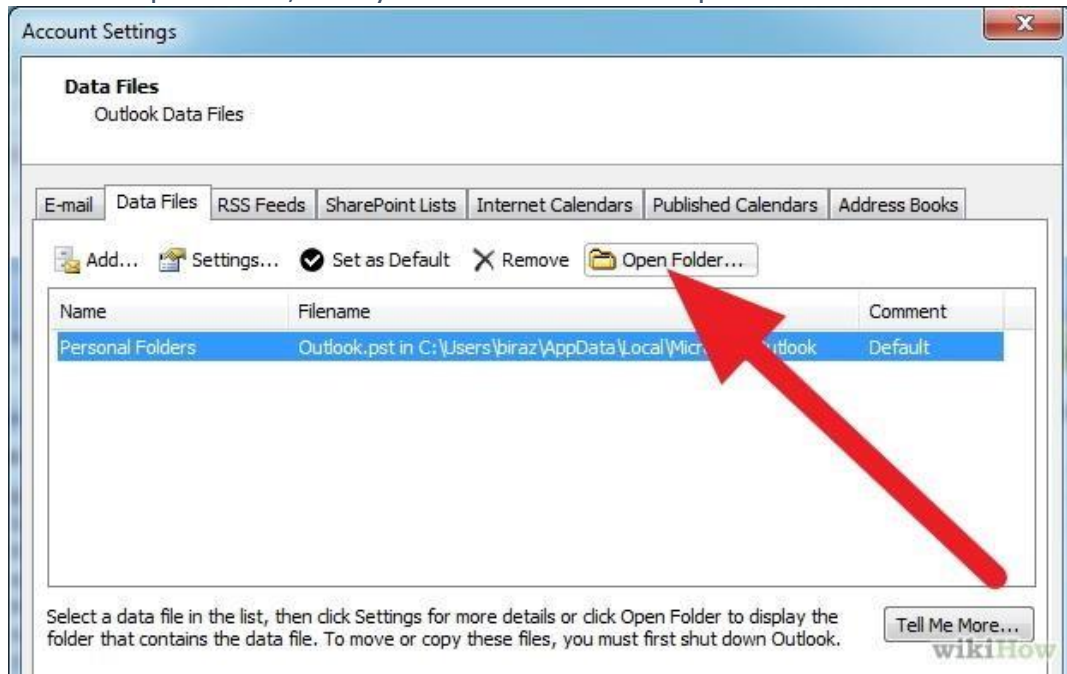 Account Settings
Data Files
Outlook Data Files
E-mail Data Files RSS Feeds SharePoint Lists Internet Calendars Published Calendars Address Books
Add... Settings... Set as Default Remove Open Folder...
Name Filename Comment
Personal Folders Outlook.pst in C:\Users\biraz\AppData\Local\ Default
Select a data file in the list, then click Settings for more details or click Open Folder to display the
folder that contains the data file. To move or copy these files, you must first shut down Outlook.
Tell Me More...
wikiHow